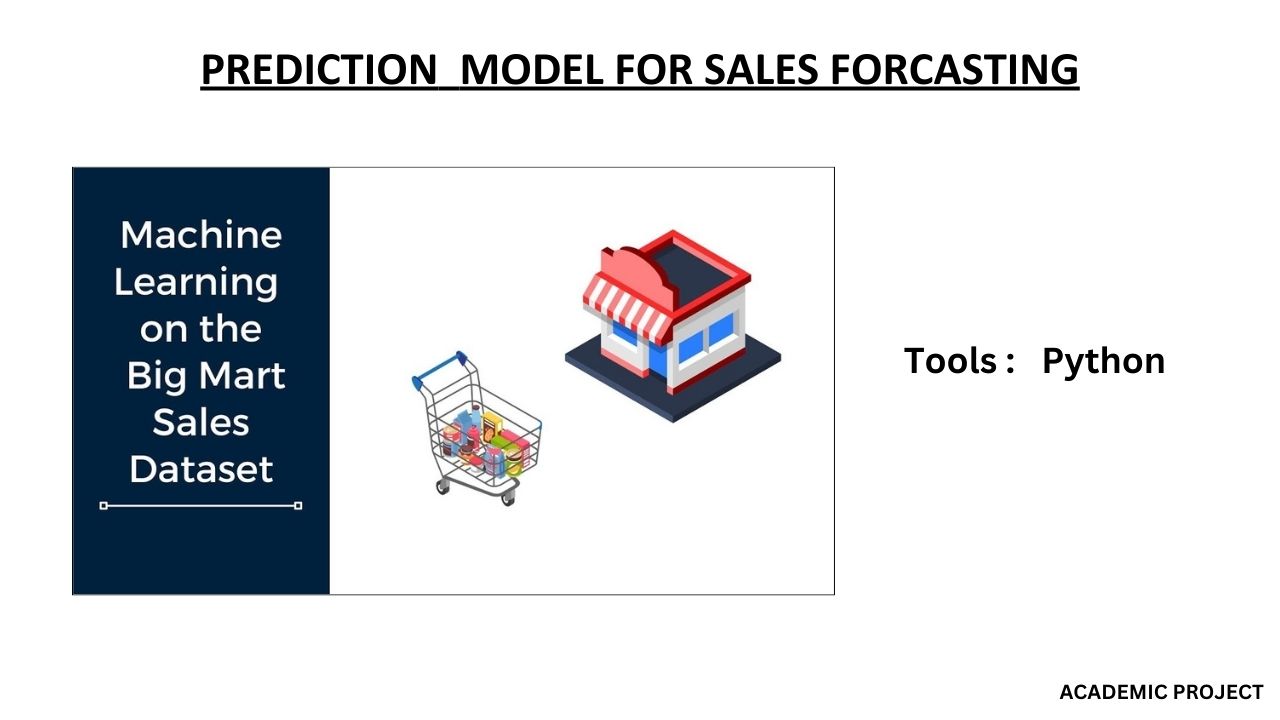 PREDICTION  MODEL FOR SALES FORCASTING
Machine
Learning
on the
Big Mart
Sales
Dataset
Tools :   Python
ACADEMIC PROJECT